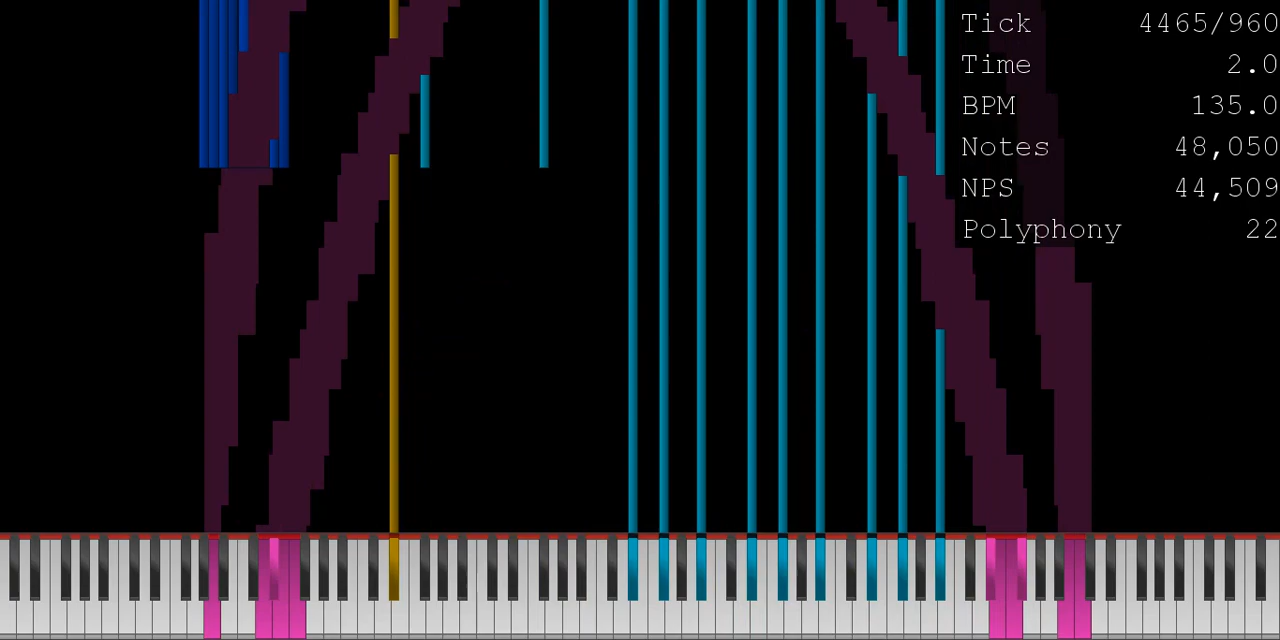 Tick 4465/960
Time 2.0
BPM 135.0
Notes 48,050
NPS 44,509
Polyphony 22